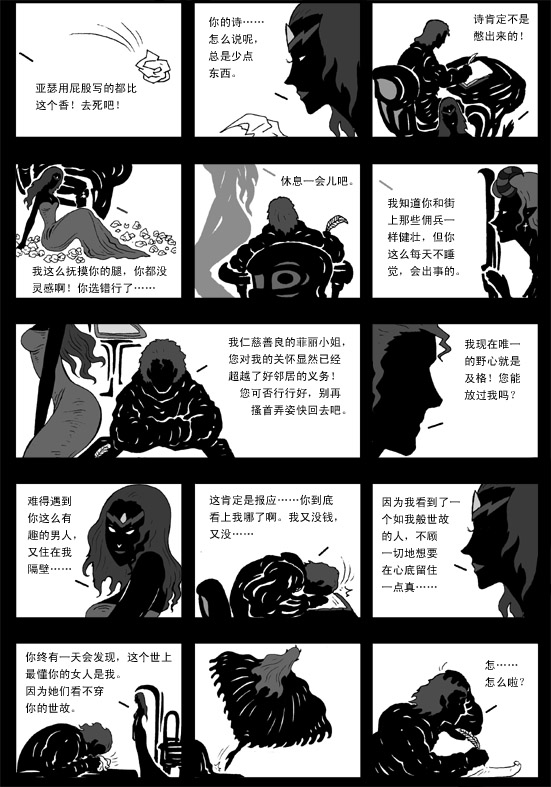 亚瑟用屁股写的都比
这个香！去死吧！
你的诗……
怎么说呢，
总是少点
东西。
诗肯定不是
憋出来的！
我这么抚摸你的腿，你都没
灵感啊！你选错行了……
休息一会儿吧。
我知道你和街
上那些佣兵一
样健壮，但你
这么每天不睡
觉，会出事的。
我仁慈善良的菲丽小姐，
您对我的关怀显然已经
超越了好邻居的义务！
您可否行行好，别再
搔首弄姿快回去吧。
我现在唯一
的野心就是
及格！您能
放过我吗？
难得遇到
你这么有
趣的男人，
又住在我
隔壁……
这肯定是报应……你到底
看上我哪了啊。我又没钱，
又没……
因为我看到了一
个如我般世故
的人，不顾
一切地想要
在心底留住
一点真……
你终有一天会发现，这个世上
最懂你的女人是我。
因为她们看不穿
你的世故。
怎……
怎么啦？